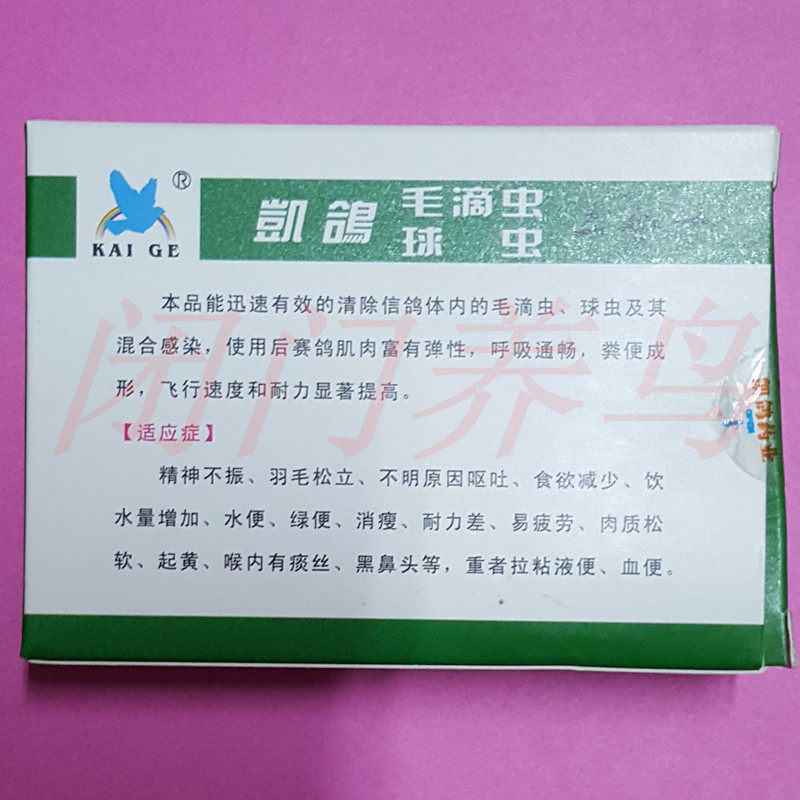 ®
KAI GE
凱鴿 毛滴虫
球虫 二合一
本品能迅速有效的清除信鸽体内的毛滴虫、球虫及其
混合感染，使用后赛鸽肌肉富有弹性，呼吸通畅，粪便成
形，飞行速度和耐力显著提高。
【适应症】
精神不振、羽毛松立、不明原因呕吐、食欲减少、饮
水量增加、水便、绿便、消瘦、耐力差、易疲劳、肉质松
软、起黄、喉内有痰丝、黑鼻头等，重者拉粘液便、血便。
闭门养鸟